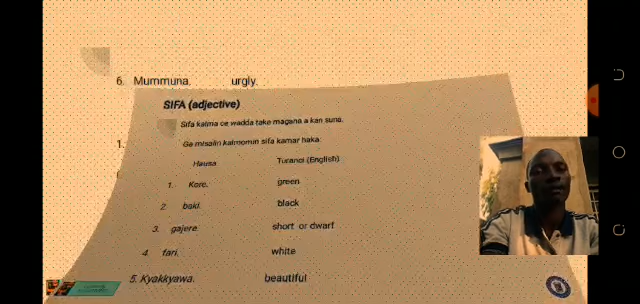 6. Mummuna. urgly.
SIFA (adjective)
Sifa kalma ce wadda take magana a kan suna.
1.
Ga misalin kalmomin sifa kamar haka:
Hausa Turanci (English)
1. Kore. green
2. baki. black
3. gajere. short or dwarf
4. fari. white
5. Kyakkyawa. beautiful